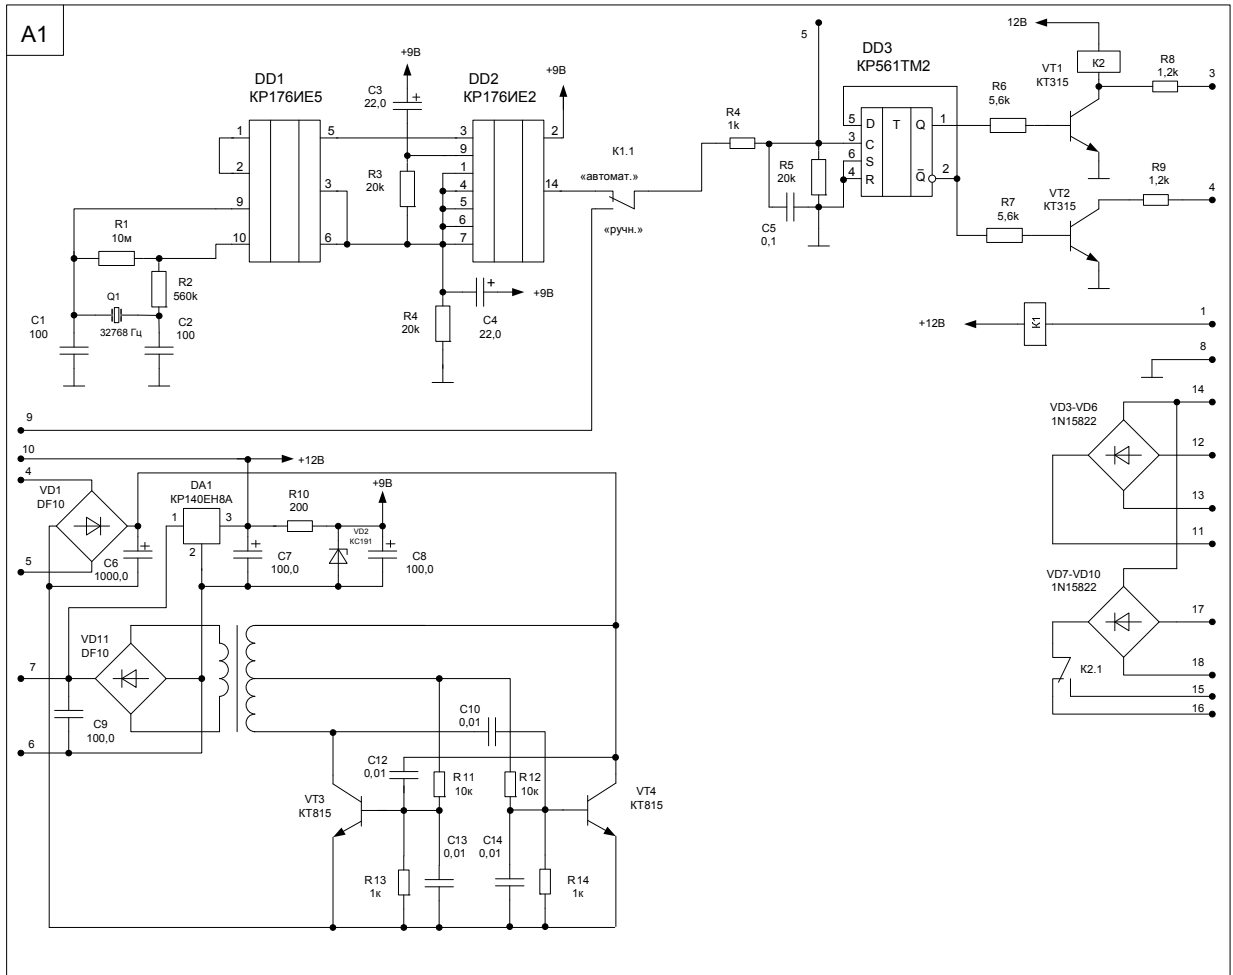 A1
DD1
КР176ИЕ5
1
2
9
10
5
3
6
R1
10м
R2
560k
Q1
32768 Гц
C1
100
C2
100
+9В
C3
22,0
+
R3
20k
DD2
КР176ИЕ2
3
9
1
4
5
6
7
2
14
+9В
R4
20k
C4
22,0
+
+9В
К1.1
«автомат.»
«ручн.»
5
R4
1k
R5
20k
C5
0,1
DD3
КР561ТМ2
5
3
6
4
D
C
S
R
T
Q
Q̅
1
2
12В
К2
VT1
КТ315
R6
5,6k
R8
1,2k
3
R7
5,6k
VT2
КТ315
R9
1,2k
4
+12В
К1
1
8
14
VD3-VD6
1N15822
12
13
11
VD7-VD10
1N15822
17
18
К2.1
15
16
9
10
+12В
4
VD1
DF10
5
C6
1000,0
+
DA1
КР140ЕН8А
1
3
2
R10
200
C7
100,0
+
VD2
КС191
+9В
C8
100,0
+
VD11
DF10
7
C9
100,0
6
C10
0,01
C12
0,01
R11
10к
R12
10к
VT3
КТ815
VT4
КТ815
C13
0,01
C14
0,01
R13
1к
R14
1к